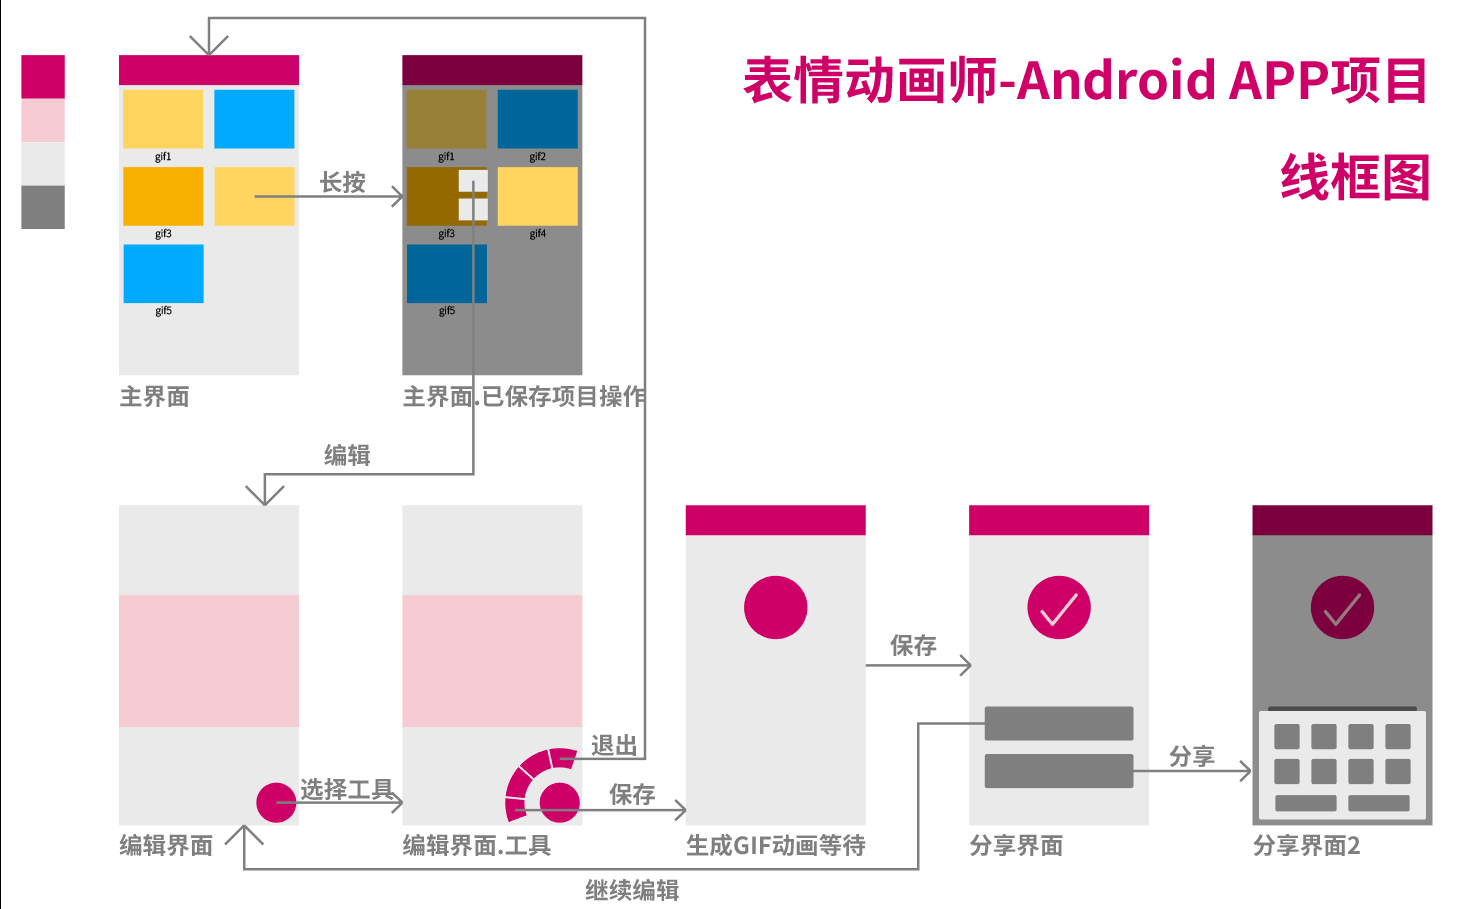 表情动画师-Android APP项目
线框图
gif1
gif3
gif5
长按
gif1
gif2
gif3
gif4
gif5
主界面
主界面.已保存项目操作
编辑
选择工具
退出
保存
保存
分享
编辑界面
编辑界面.工具
生成GIF动画等待
分享界面
分享界面2
继续编辑